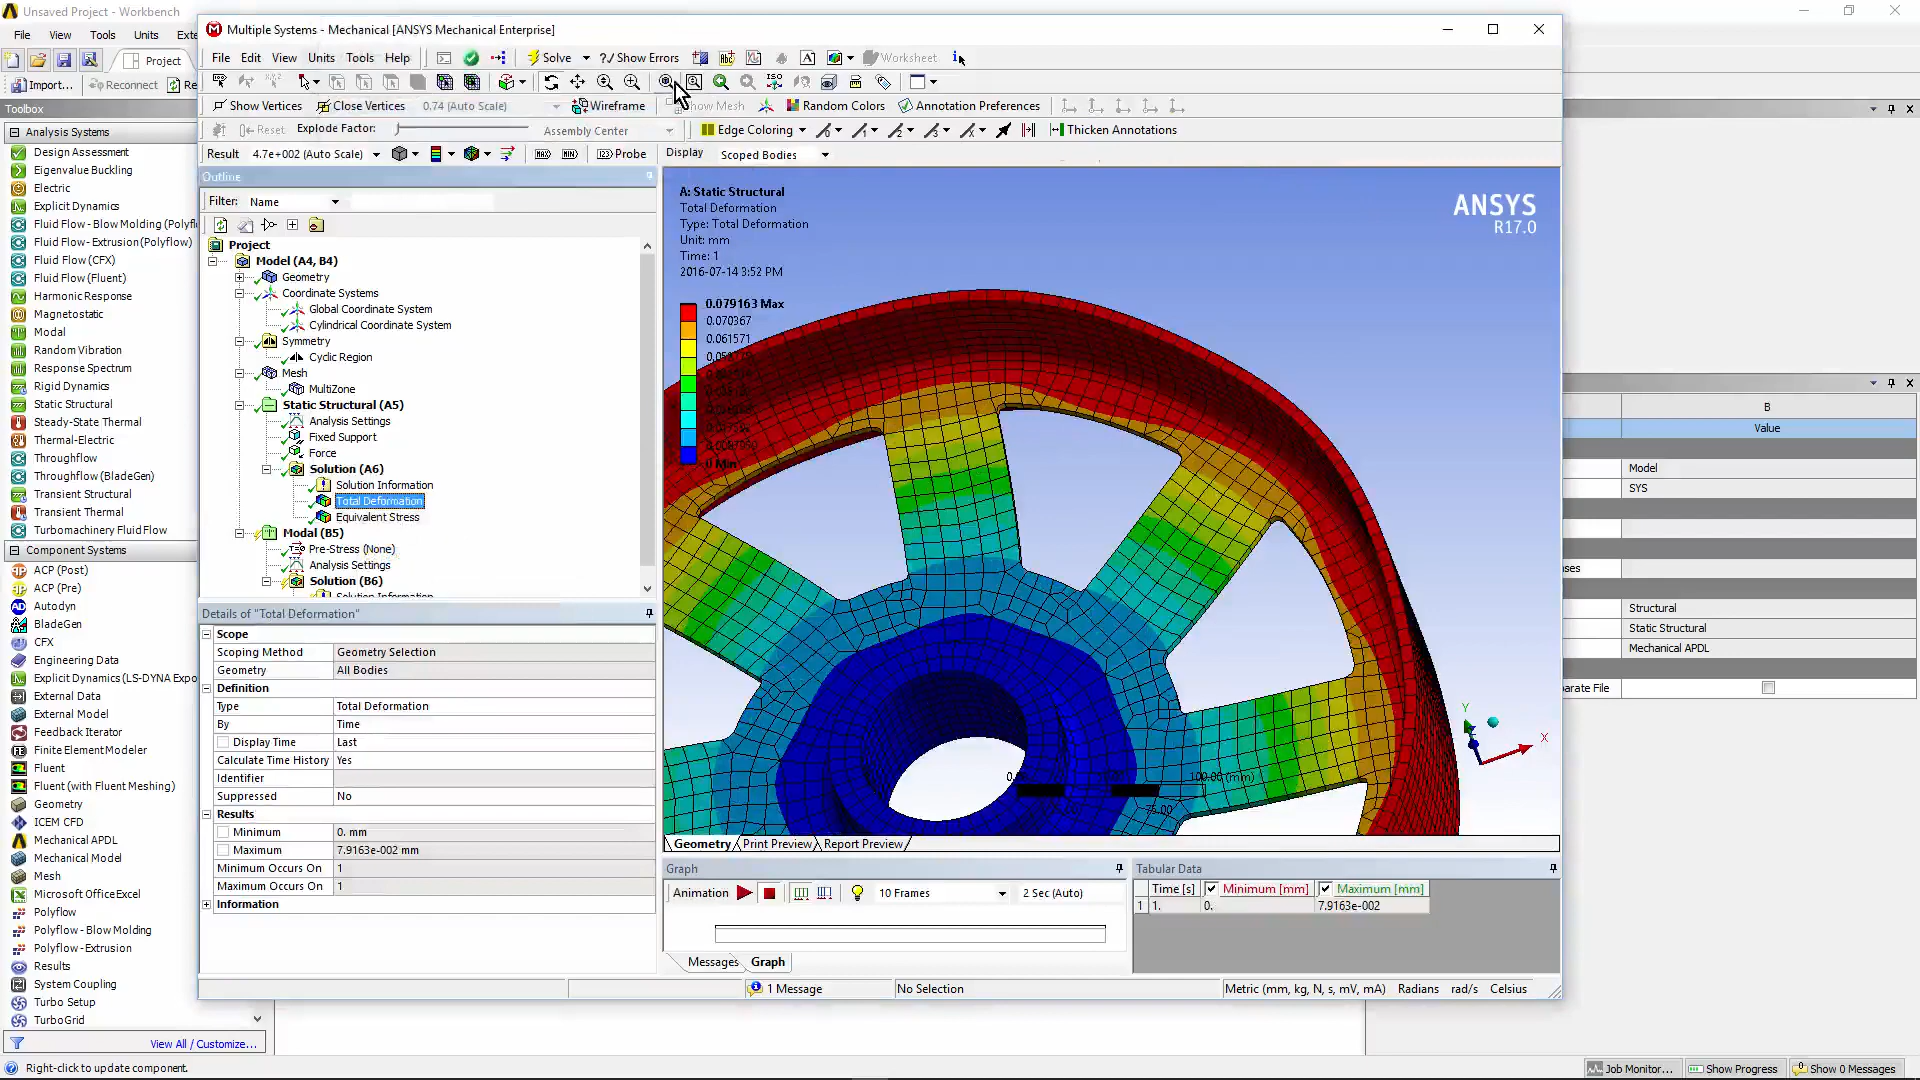 Unsaved Project - Workbench
File View Tools Units Exte
Project
Import... Reconnect Re
Toolbox
Analysis Systems
Design Assessment
Eigenvalue Buckling
Electric
Explicit Dynamics
Fluid Flow - Blow Molding (Polyfl
Fluid Flow - Extrusion (Polyflow)
Fluid Flow (CFX)
Fluid Flow (Fluent)
Harmonic Response
Magnetostatic
Modal
Random Vibration
Response Spectrum
Rigid Dynamics
Static Structural
Steady-State Thermal
Thermal-Electric
Throughflow
Throughflow (BladeGen)
Transient Structural
Transient Thermal
Turbomachinery Fluid Flow
Component Systems
ACP (Post)
ACP (Pre)
Autodyn
BladeGen
CFX
Engineering Data
Explicit Dynamics (LS-DYNA Expo
External Data
External Model
Feedback Iterator
Finite Element Modeler
Fluent
Fluent (with Fluent Meshing)
Geometry
ICEM CFD
Mechanical APDL
Mechanical Model
Mesh
Microsoft Office Excel
Polyflow
Polyflow - Blow Molding
Polyflow - Extrusion
Results
System Coupling
Turbo Setup
TurboGrid
View All / Customize...
Right-click to update component.
Multiple Systems - Mechanical [ANSYS Mechanical Enterprise]
File Edit View Units Tools Help Solve ?/ Show Errors Worksheet
Show Vertices Close Vertices 0.74 (Auto Scale) Wireframe Show Mesh Random Colors Annotation Preferences
Reset Explode Factor: Assembly Center Edge Coloring Thicken Annotations
Result 4.7e+002 (Auto Scale) MAX MIN Probe Display Scoped Bodies
Outline
Filter: Name
Project
Model (A4, B4)
Geometry
Coordinate Systems
Global Coordinate System
Cylindrical Coordinate System
Symmetry
Cyclic Region
Mesh
MultiZone
Static Structural (A5)
Analysis Settings
Fixed Support
Force
Solution (A6)
Solution Information
Total Deformation
Equivalent Stress
Modal (B5)
Pre-Stress (None)
Analysis Settings
Solution (B6)
Solution Information
Details of "Total Deformation"
Scope
Scoping Method Geometry Selection
Geometry All Bodies
Definition
Type Total Deformation
By Time
Display Time Last
Calculate Time History Yes
Identifier
Suppressed No
Results
Minimum 0. mm
Maximum 7.9163e-002 mm
Minimum Occurs On 1
Maximum Occurs On 1
Information
A: Static Structural
Total Deformation
Type: Total Deformation
Unit: mm
Time: 1
2016-07-14 3:52 PM
0.079163 Max
0.070367
0.061571
0 Min
ANSYS
R17.0
Y
X
100.00 (mm)
75.00
Geometry Print Preview Report Preview
Graph
Animation 10 Frames 2 Sec (Auto)
Messages Graph
Tabular Data
Time [s] Minimum [mm] Maximum [mm]
1 1. 0. 7.9163e-002
1 Message No Selection Metric (mm, kg, N, s, mV, mA) Radians rad/s Celsius
B
Value
Model
SYS
Structural
Static Structural
Mechanical APDL
Job Monitor... Show Progress Show 0 Messages